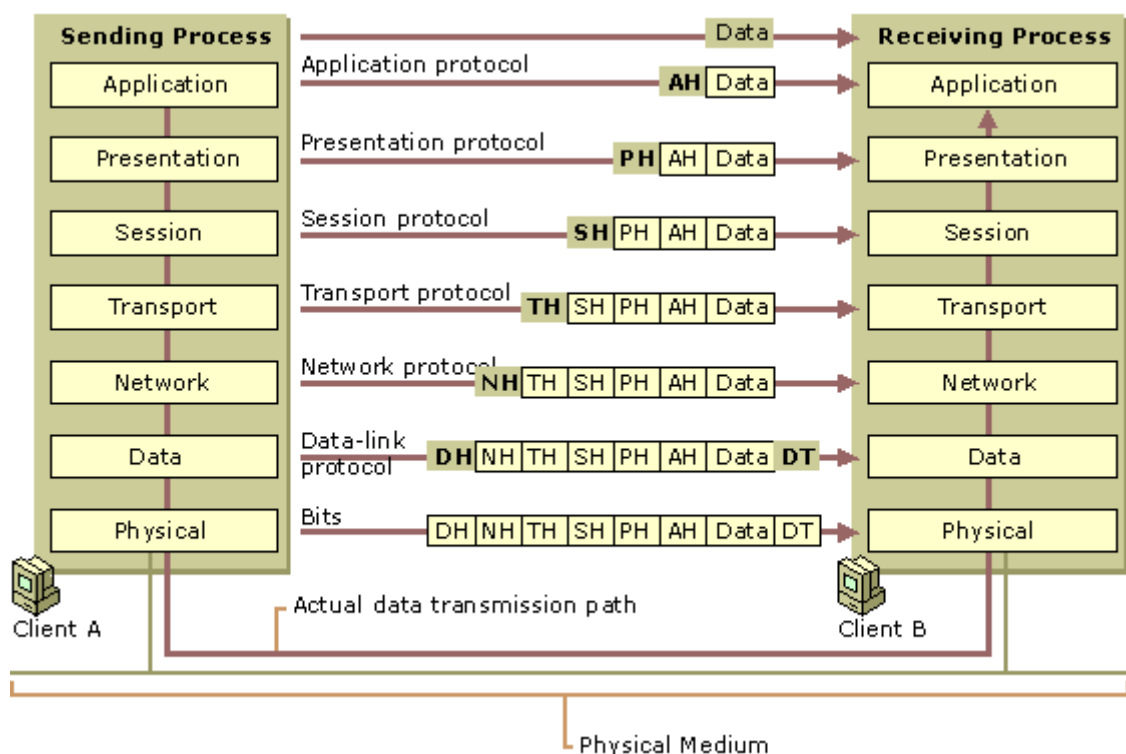 Sending Process
Data
Receiving Process
Application protocol
Application
AH Data
Application
Presentation protocol
Presentation
PH AH Data
Presentation
Session protocol
Session
SH PH AH Data
Session
Transport protocol
Transport
TH SH PH AH Data
Transport
Network protocol
Network
NH TH SH PH AH Data
Network
Data-link
protocol
Data
DH NH TH SH PH AH Data DT
Data
Bits
Physical
DH NH TH SH PH AH Data DT
Physical
Actual data transmission path
Client A
Client B
Physical Medium